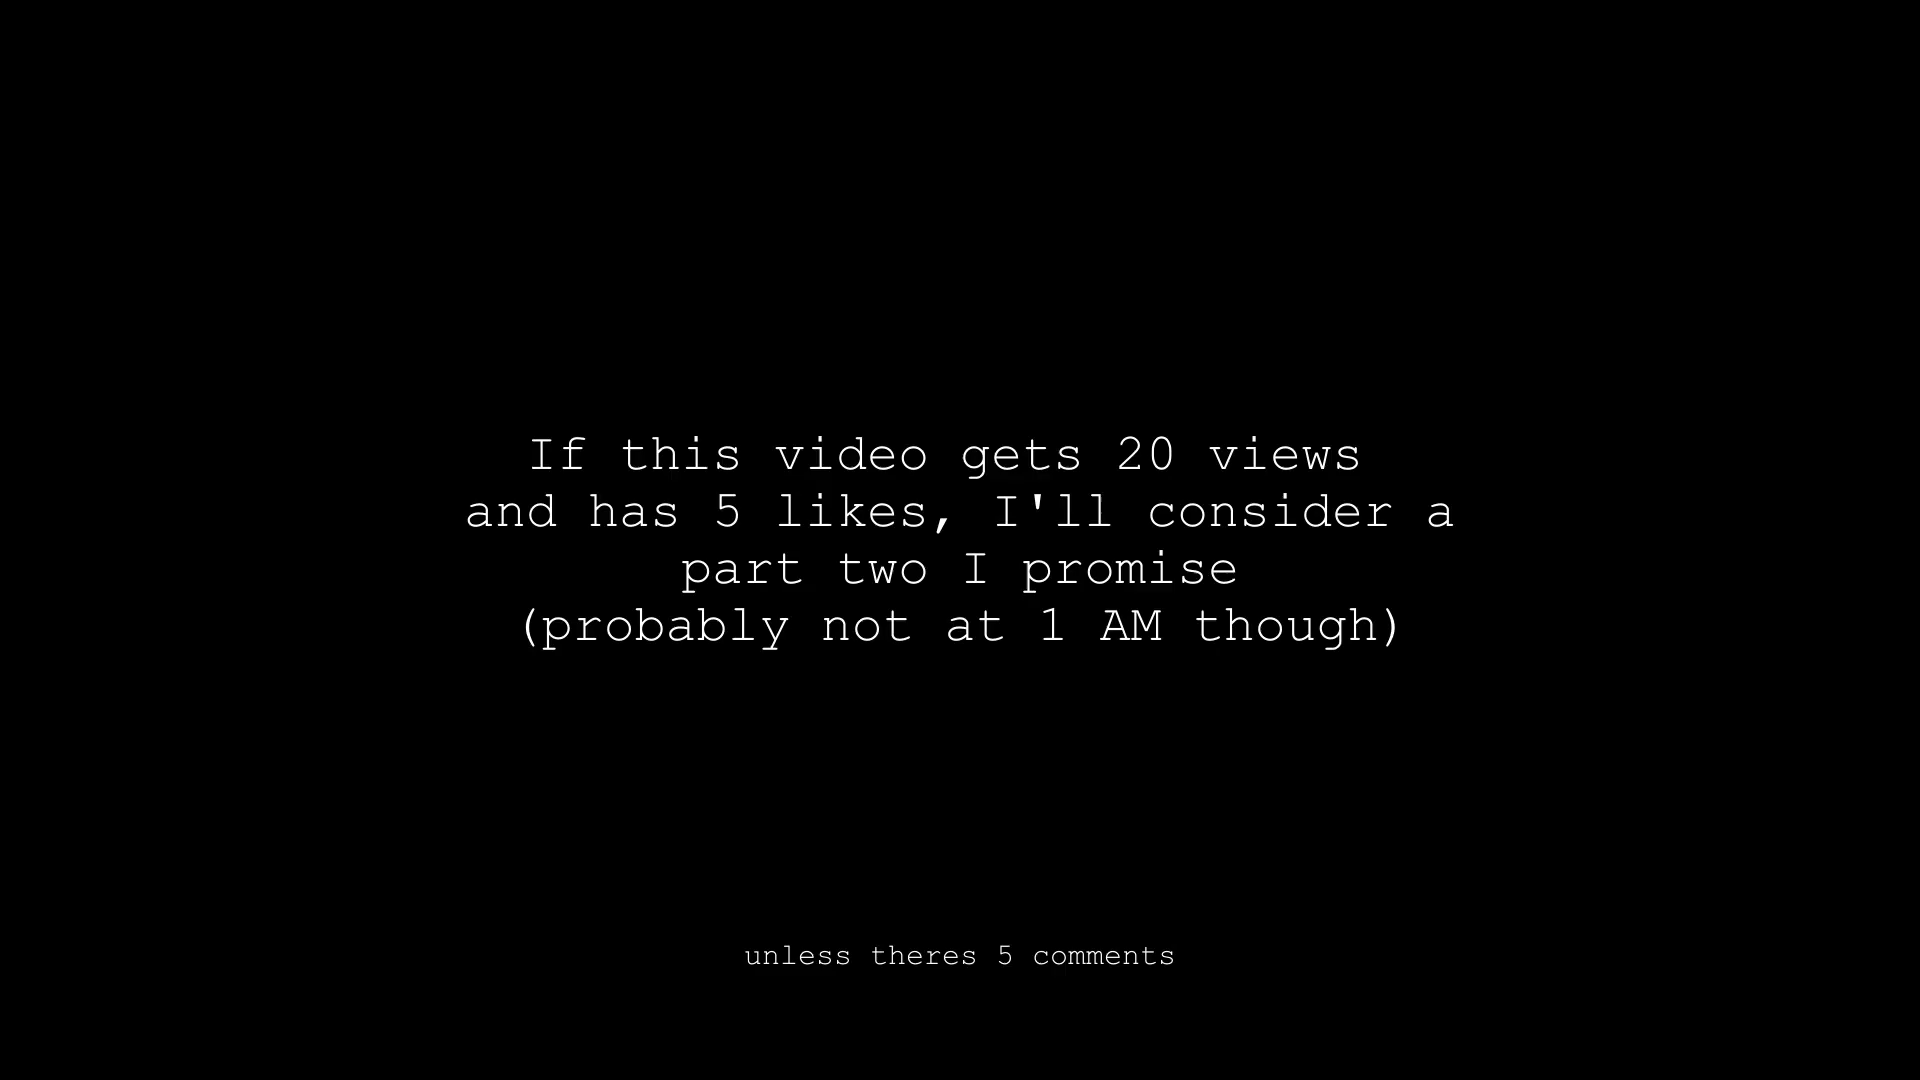 If this video gets 20 views
and has 5 likes, I'll consider a
part two I promise
(probably not at 1 AM though)
unless theres 5 comments